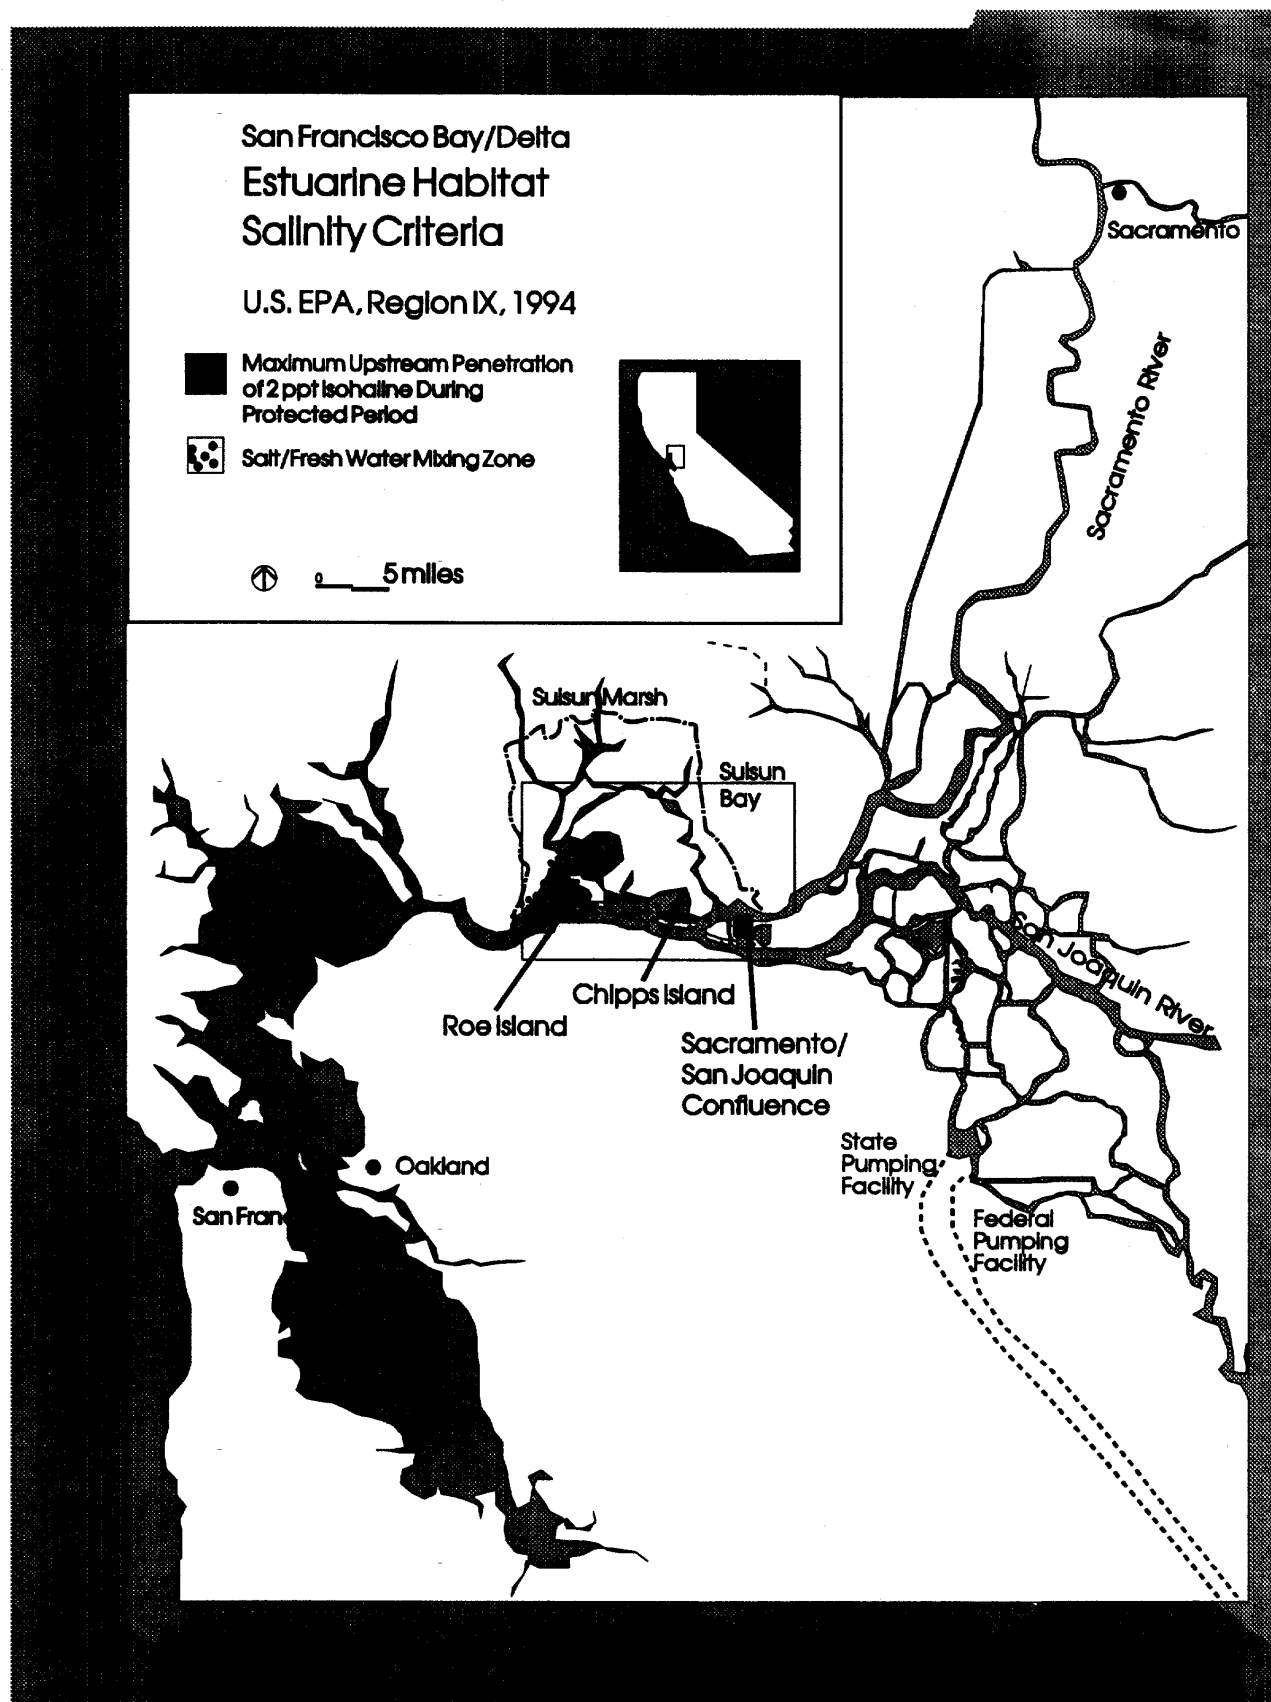 San Francisco Bay/Delta
Estuarine Habitat
Salinity Criteria
U.S. EPA, Region IX, 1994
Maximum Upstream Penetration
of 2 ppt Isohaline During
Protected Period
Salt/Fresh Water Mixing Zone
0 5 miles
Sacramento
Sacramento River
Suisun Marsh
Suisun
Bay
San Joaquin River
Chipps Island
Roe Island
Sacramento/
San Joaquin
Confluence
State
Pumping
Facility
Oakland
San Fran
Federal
Pumping
Facility